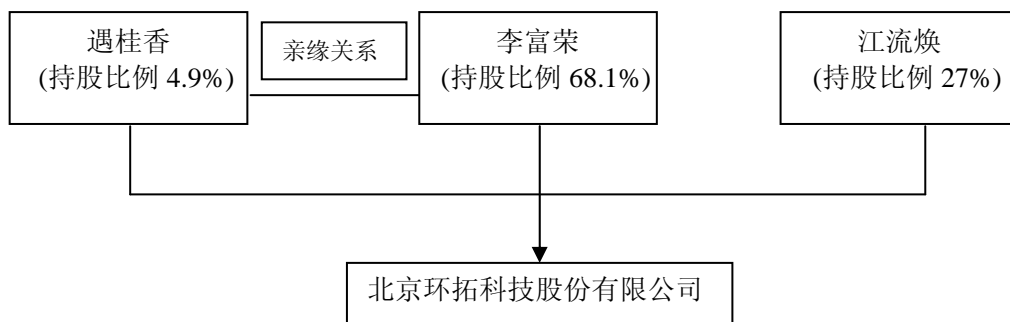 遇桂香
(持股比例 4.9%)
亲缘关系
李富荣
(持股比例 68.1%)
江流焕
(持股比例 27%)
北京环拓科技股份有限公司